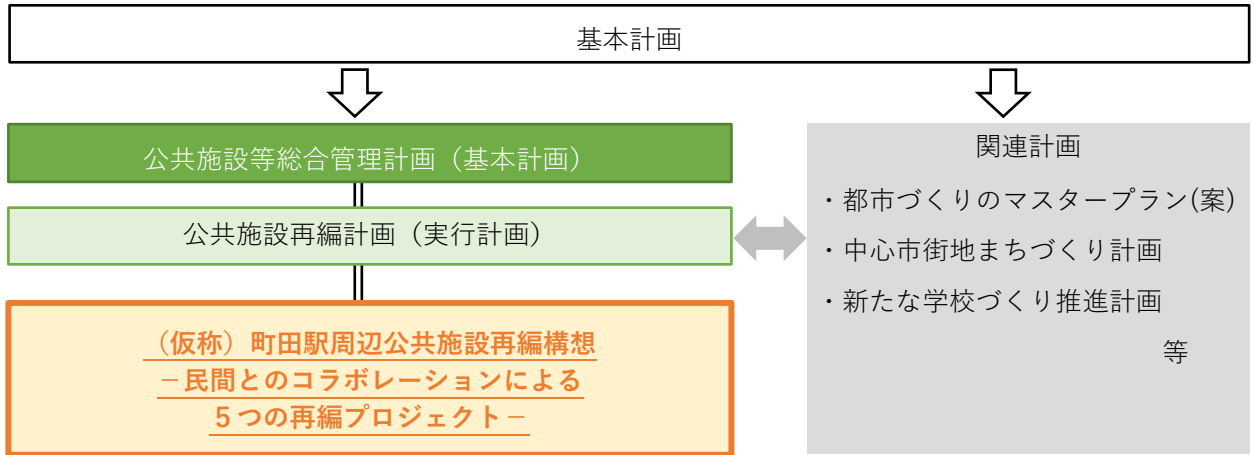 基本計画
公共施設等総合管理計画（基本計画）
公共施設再編計画（実行計画）
（仮称）町田駅周辺公共施設再編構想
－民間とのコラボレーションによる
５つの再編プロジェクト－
関連計画
・都市づくりのマスタープラン(案)
・中心市街地まちづくり計画
・新たな学校づくり推進計画
等